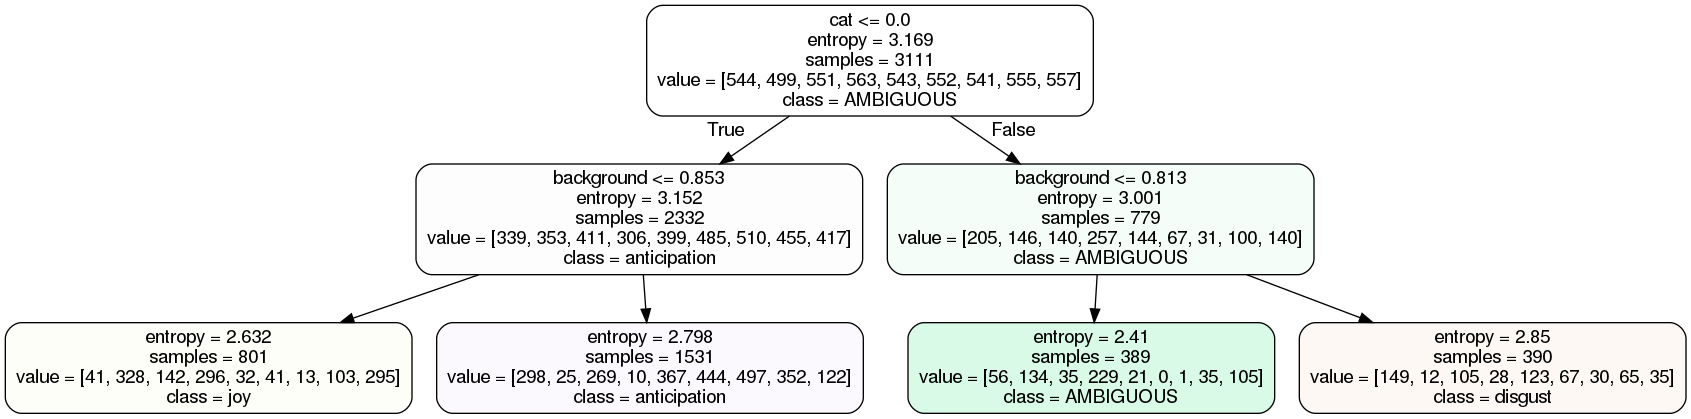 cat <= 0.0
entropy = 3.169
samples = 3111
value = [544, 499, 551, 563, 543, 552, 541, 555, 557]
class = AMBIGUOUS
True
False
background <= 0.853
entropy = 3.152
samples = 2332
value = [339, 353, 411, 306, 399, 485, 510, 455, 417]
class = anticipation
background <= 0.813
entropy = 3.001
samples = 779
value = [205, 146, 140, 257, 144, 67, 31, 100, 140]
class = AMBIGUOUS
entropy = 2.632
samples = 801
value = [41, 328, 142, 296, 32, 41, 13, 103, 295]
class = joy
entropy = 2.798
samples = 1531
value = [298, 25, 269, 10, 367, 444, 497, 352, 122]
class = anticipation
entropy = 2.41
samples = 389
value = [56, 134, 35, 229, 21, 0, 1, 35, 105]
class = AMBIGUOUS
entropy = 2.85
samples = 390
value = [149, 12, 105, 28, 123, 67, 30, 65, 35]
class = disgust